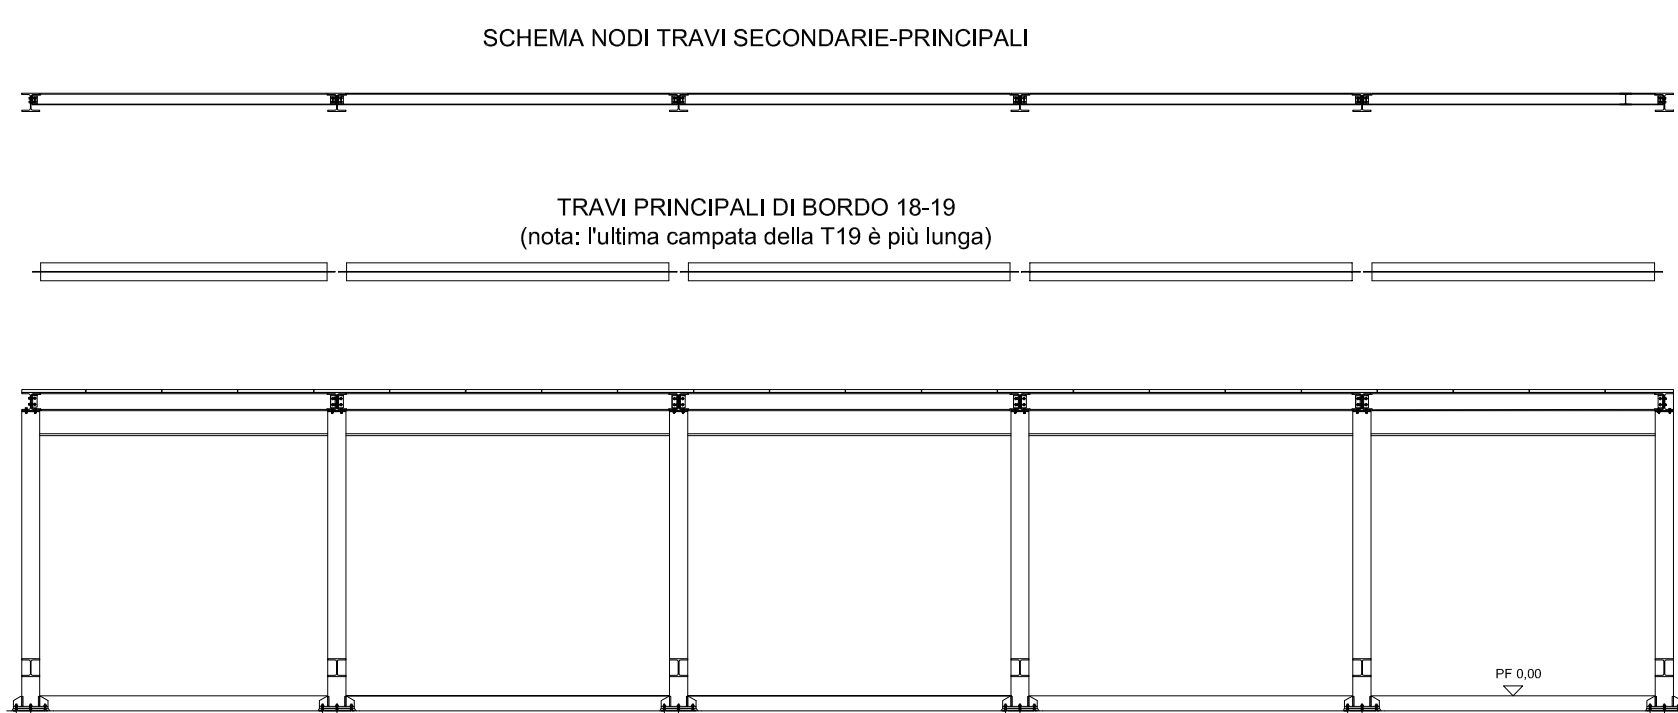 SCHEMA NODI TRAVI SECONDARIE-PRINCIPALI
TRAVI PRINCIPALI DI BORDO 18-19
(nota: l'ultima campata della T19 è più lunga)
PF 0,00